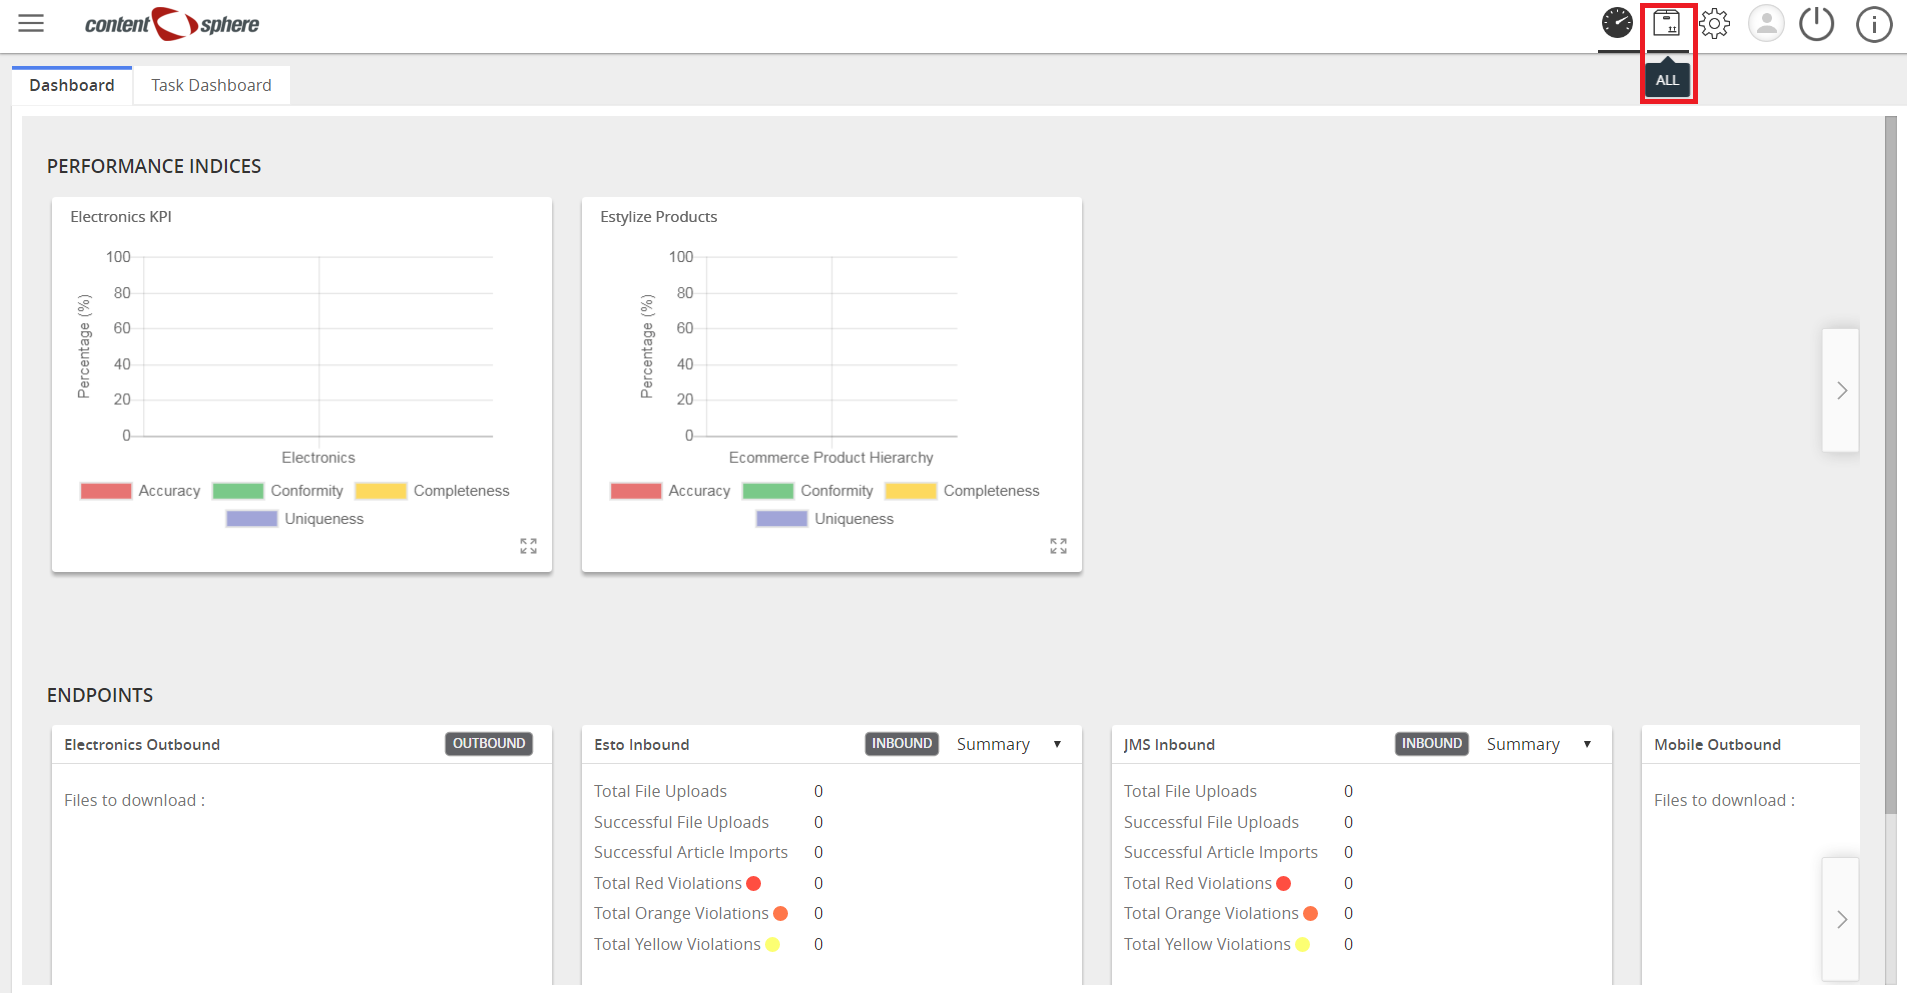 content sphere
ALL
Dashboard Task Dashboard
PERFORMANCE INDICES
Electronics KPI
Percentage (%)
100
80
60
40
20
0
Electronics
Accuracy Conformity Completeness
Uniqueness
Estylize Products
Percentage (%)
100
80
60
40
20
0
Ecommerce Product Hierarchy
Accuracy Conformity Completeness
Uniqueness
ENDPOINTS
Electronics Outbound OUTBOUND
Files to download :
Esto Inbound INBOUND Summary
Total File Uploads 0
Successful File Uploads 0
Successful Article Imports 0
Total Red Violations 0
Total Orange Violations 0
Total Yellow Violations 0
JMS Inbound INBOUND Summary
Total File Uploads 0
Successful File Uploads 0
Successful Article Imports 0
Total Red Violations 0
Total Orange Violations 0
Total Yellow Violations 0
Mobile Outbound
Files to download :